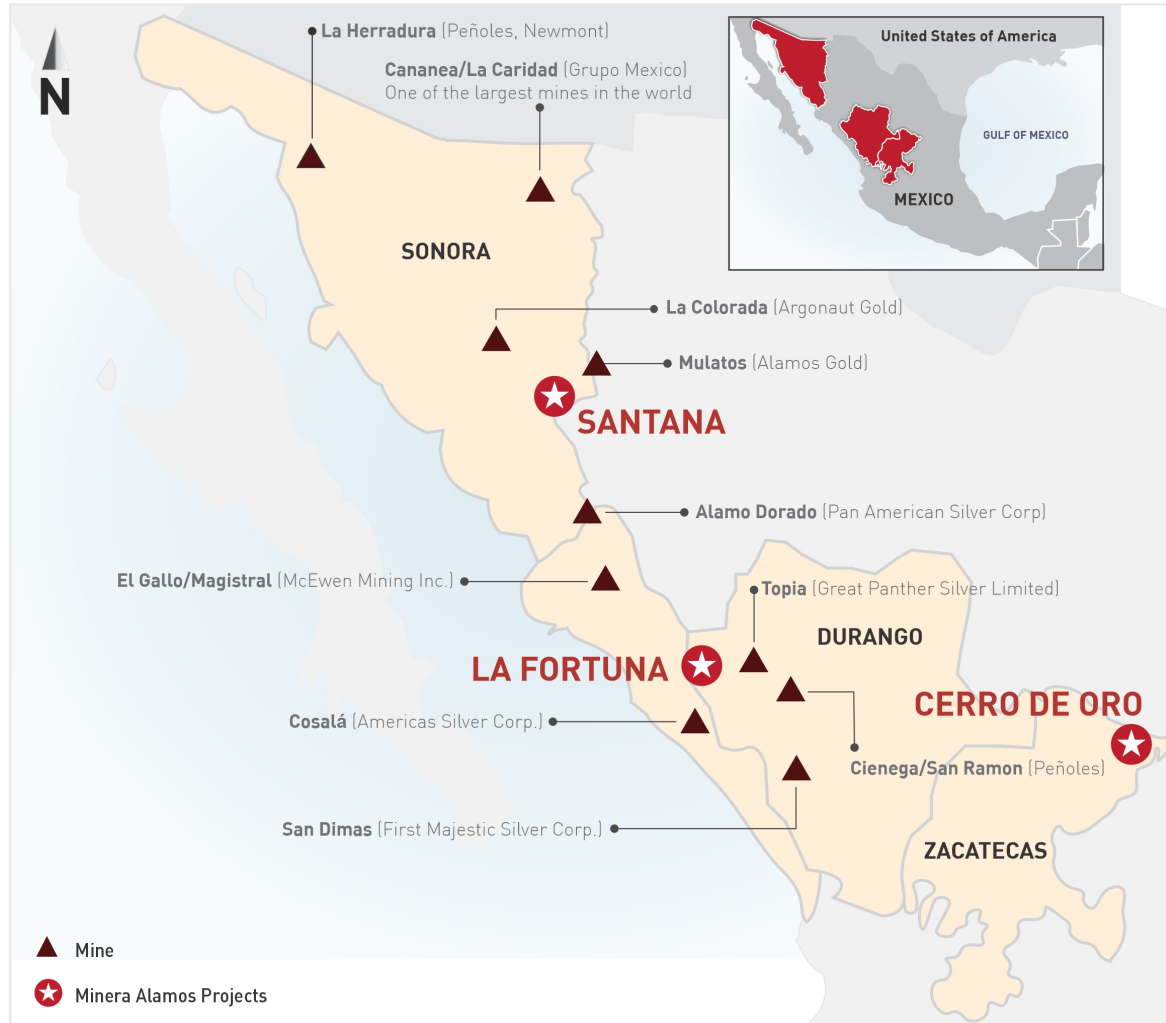 La Herradura (Peñoles, Newmont)
United States of America
N
Cananea/La Caridad (Grupo Mexico)
One of the largest mines in the world
GULF OF MEXICO
MEXICO
SONORA
La Colorada (Argonaut Gold)
Mulatos (Alamos Gold)
SANTANA
Alamo Dorado (Pan American Silver Corp)
El Gallo/Magistral (McEwen Mining Inc.)
Topia (Great Panther Silver Limited)
DURANGO
LA FORTUNA
CERRO DE ORO
Cosalá (Americas Silver Corp.)
Cienega/San Ramon (Peñoles)
San Dimas (First Majestic Silver Corp.)
ZACATECAS
Mine
Minera Alamos Projects